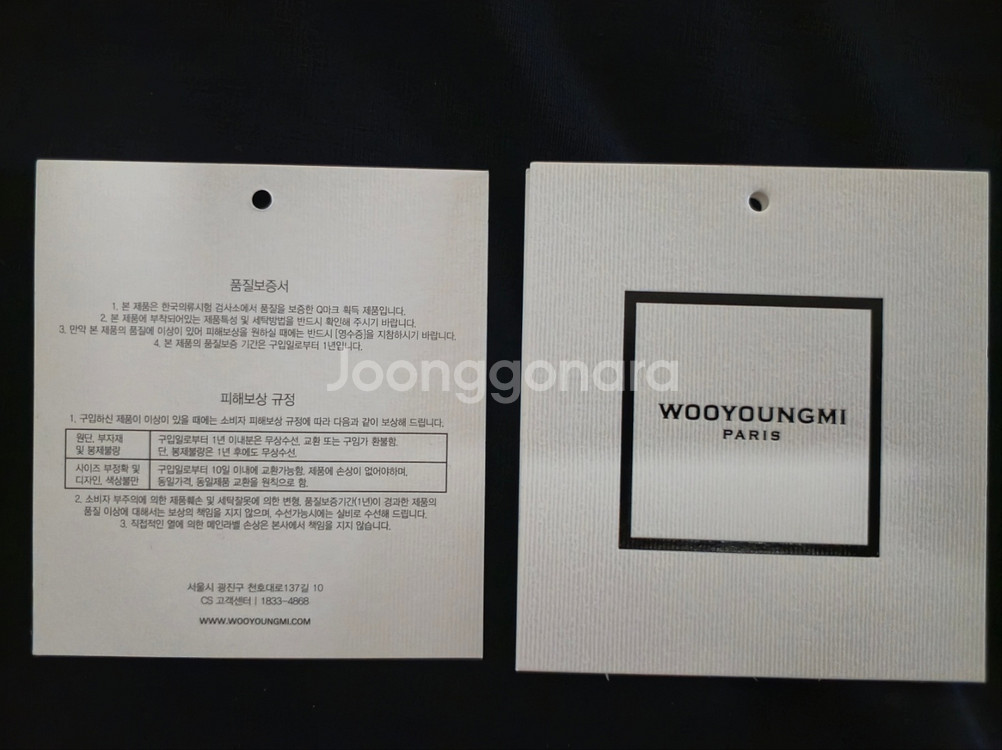 품질보증서
1. 본 제품은 한국의류시험 검사소에서 품질을 보증한 Q마크 획득 제품입니다.
2. 본 제품에 부착되어있는 제품특성 및 세탁방법을 반드시 확인해 주시기 바랍니다.
3. 만약 본 제품의 품질에 이상이 있어 피해보상을 원하실 때에는 반드시 [영수증]을 지참하시기 바랍니다.
4. 본 제품의 품질보증 기간은 구입일로부터 1년입니다.
피해보상 규정
1. 구입하신 제품이 이상이 있을 때에는 소비자 피해보상 규정에 따라 다음과 같이 보상해 드립니다.
원단, 부자재 및 봉제불량
구입일로부터 1년 이내분은 무상수선, 교환 또는 구입가 환불함.
단, 봉제불량은 1년 후에도 무상수선.
사이즈 부정확 및 디자인, 색상불만
구입일로부터 10일 이내에 교환가능함. 제품에 손상이 없어야하며,
동일가격, 동일제품 교환을 원칙으로 함.
2. 소비자 부주의에 의한 제품훼손 및 세탁잘못에 의한 변형, 품질보증기간(1년)이 경과한 제품의
품질 이상에 대해서는 보상의 책임을 지지 않으며, 수선가능시에는 실비로 수선해 드립니다.
3. 직접적인 열에 의한 메인라벨 손상은 본사에서 책임을 지지 않습니다.
서울시 광진구 천호대로137길 10
CS 고객센터 | 1833-4868
WWW.WOOYOUNGMI.COM
WOOYOUNGMI
PARIS
Joonggonara